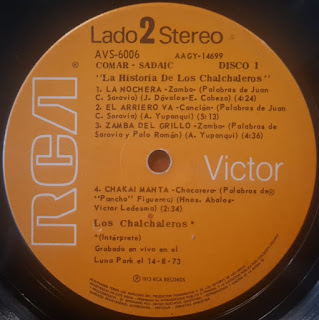 Lado 2 Stereo
AVS-6006 AAGY-14699
COMAR - SADAIC DISCO 1
"La Historia De Los Chalchaleros"
1. LA NOCHERA -Zamba- (Palabras de Juan
C. Saravia) (J. Dávalos-E. Cabeza) (4:24)
2. EL ARRIERO VA -Canción- (Palabras de Juan
C. Saravia) (A. Yupanqui) (5:13)
3. ZAMBA DEL GRILLO -Zamba- (Palabras de
Saravia y Polo Román) (A. Yupanqui) (4:36)
RCA
Victor
4. CHAKAI MANTA -Chacarera- (Palabras de
"Pancho" Figueroa) (Hnos. Abalos-
Victor Ledesma) (2:34)
Los Chalchaleros *
*(Intérprete)
Grabado en vivo en el
Luna Park el 14-8-73
Ⓟ 1973 RCA RECORDS